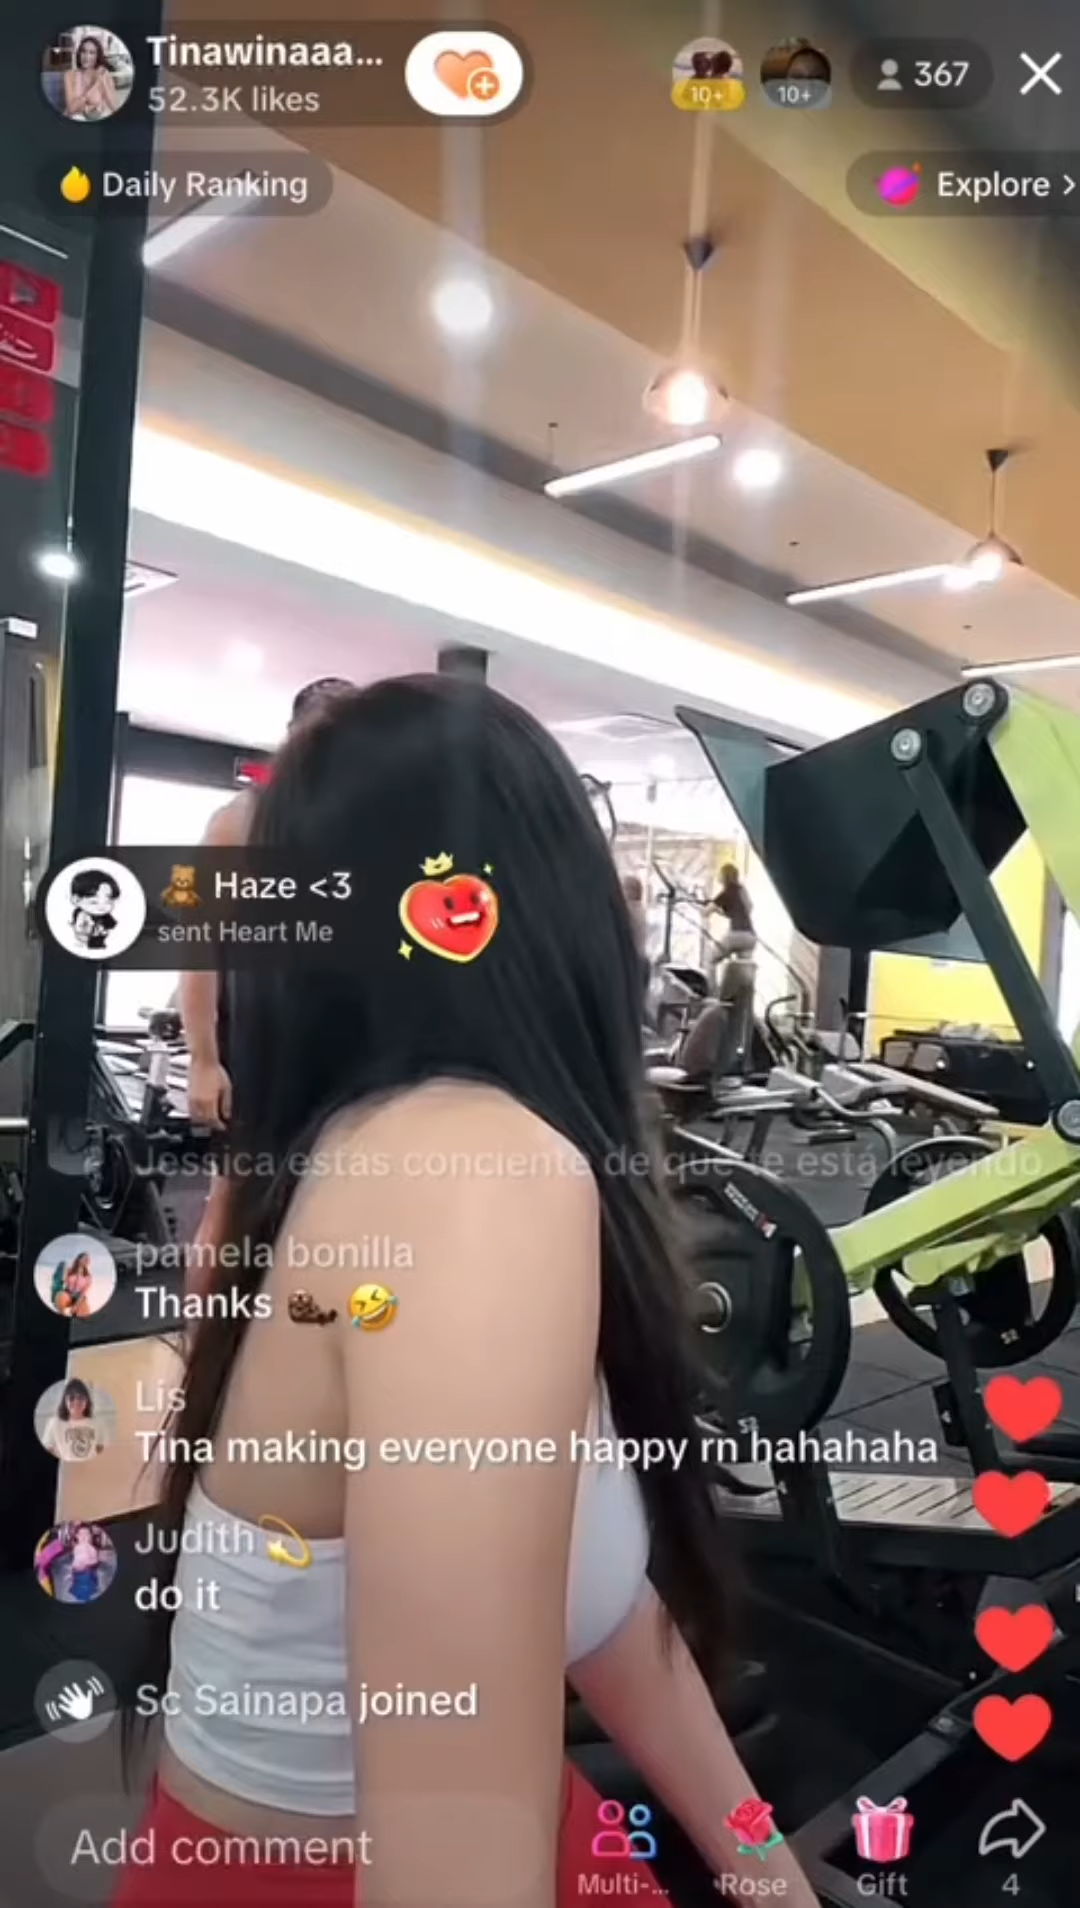 Tinawinaaa...
52.3K likes
10+
10+
367
Daily Ranking
Explore >
Haze <3
sent Heart Me
Jessica estás conciente de que te está leyendo
pamela bonilla
Thanks
Lis
Tina making everyone happy rn hahahaha
Judith
do it
Sc Sainapa joined
Add comment
Multi-...
Rose
Gift
4